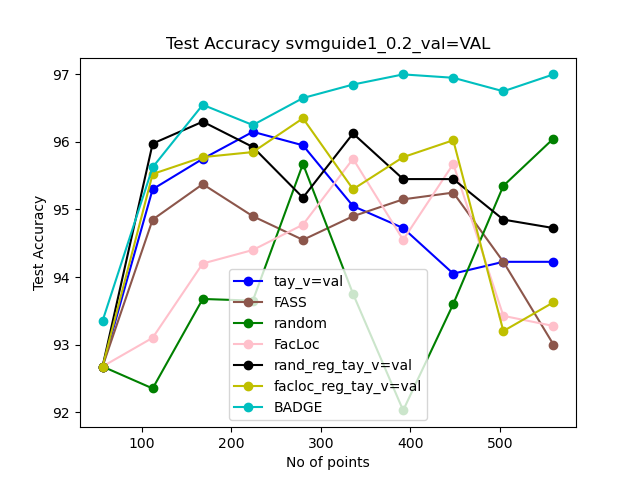 Test Accuracy svmguide1_0.2_val=VAL
97
96
95
94
93
92
Test Accuracy
tay_v=val
FASS
random
FacLoc
rand_reg_tay_v=val
facloc_reg_tay_v=val
BADGE
100
200
300
400
500
No of points